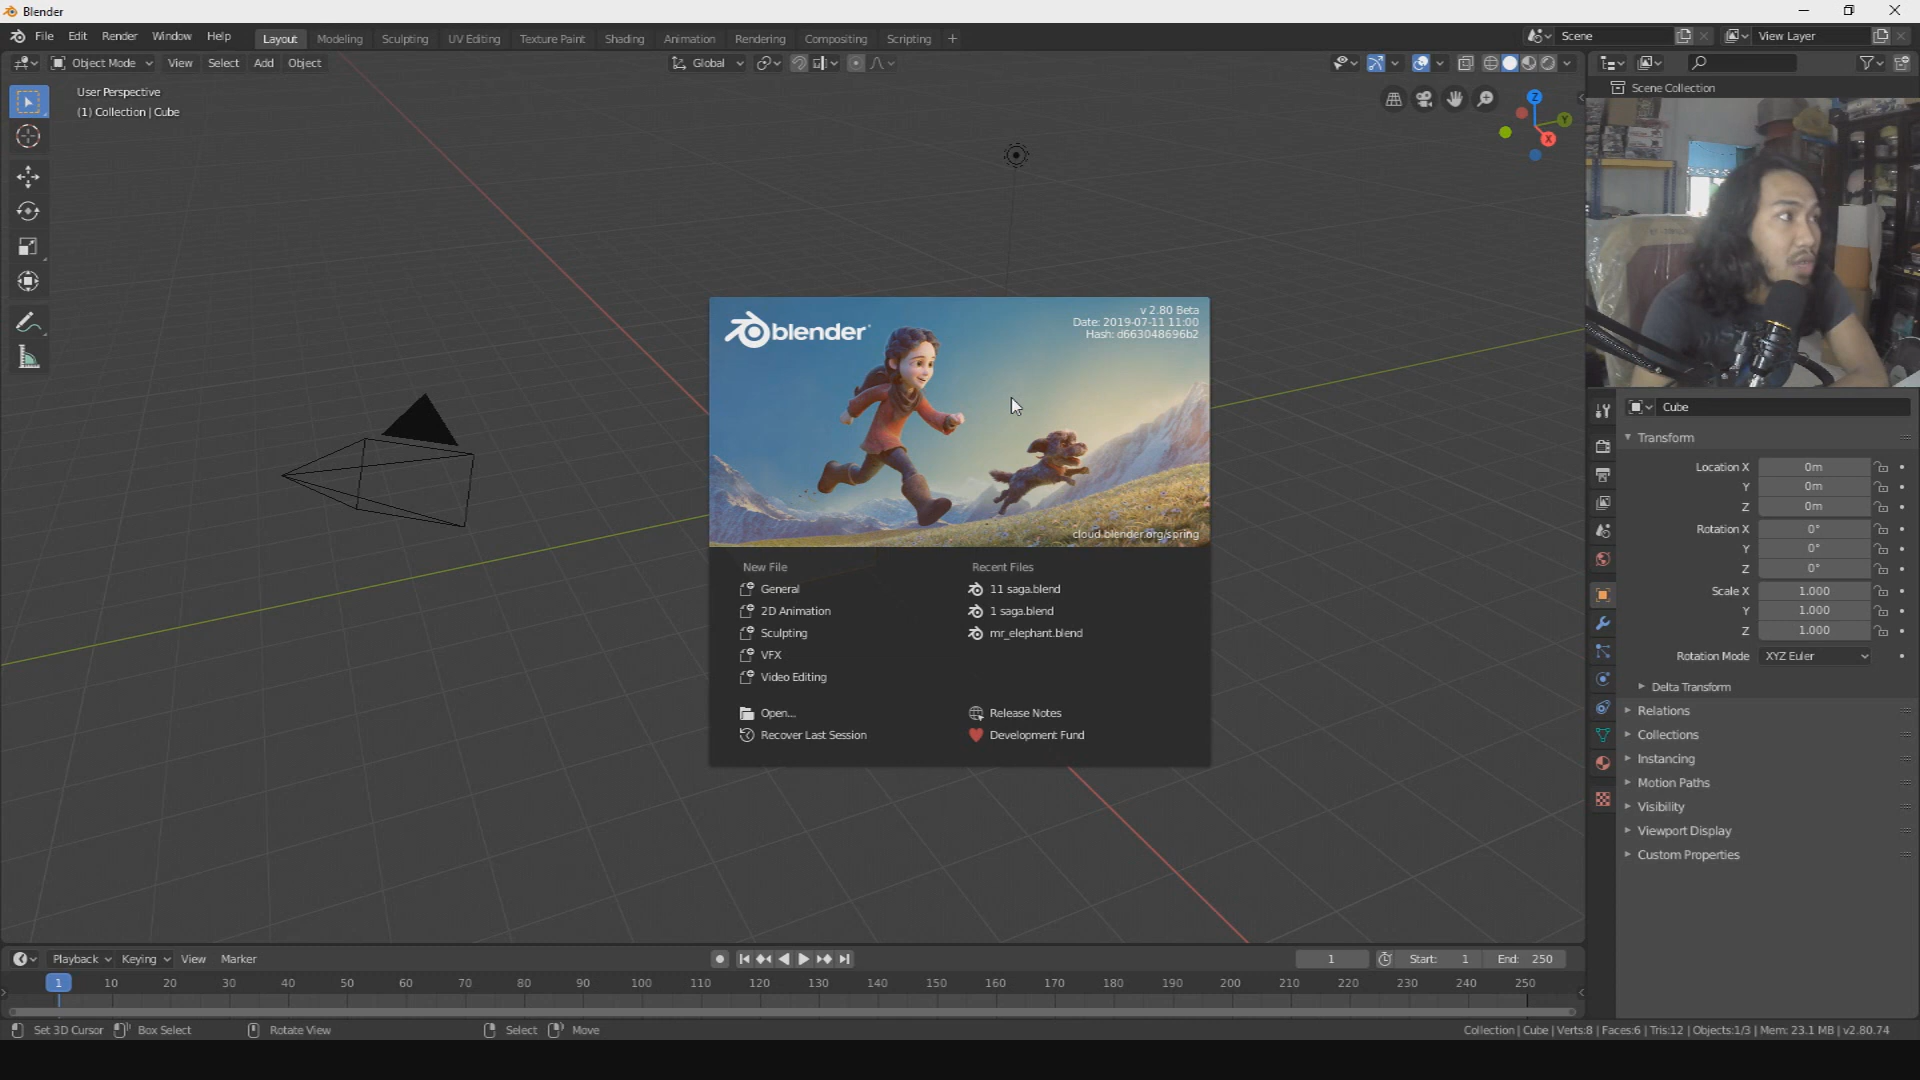 Blender
File Edit Render Window Help Layout Modeling Sculpting UV Editing Texture Paint Shading Animation Rendering Compositing Scripting + Scene View Layer
Object Mode View Select Add Object Global
User Perspective
(1) Collection | Cube
Z
Y
X
Scene Collection
blender
v 2.80 Beta
Date: 2019-07-11 11:00
Hash: d663048696b2
cloud.blender.org/spring
New File
General
2D Animation
Sculpting
VFX
Video Editing
Open...
Recover Last Session
Recent Files
11 saga.blend
1 saga.blend
mr_elephant.blend
Release Notes
Development Fund
Cube
Transform
Location X 0m
Y 0m
Z 0m
Rotation X 0°
Y 0°
Z 0°
Scale X 1.000
Y 1.000
Z 1.000
Rotation Mode XYZ Euler
Delta Transform
Relations
Collections
Instancing
Motion Paths
Visibility
Viewport Display
Custom Properties
Playback Keying View Marker 1 Start: 1 End: 250
1 10 20 30 40 50 60 70 80 90 100 110 120 130 140 150 160 170 180 190 200 210 220 230 240 250
Set 3D Cursor Box Select Rotate View Select Move Collection | Cube | Verts:8 | Faces:6 | Tris:12 | Objects:1/3 | Mem: 23.1 MB | v2.80.74